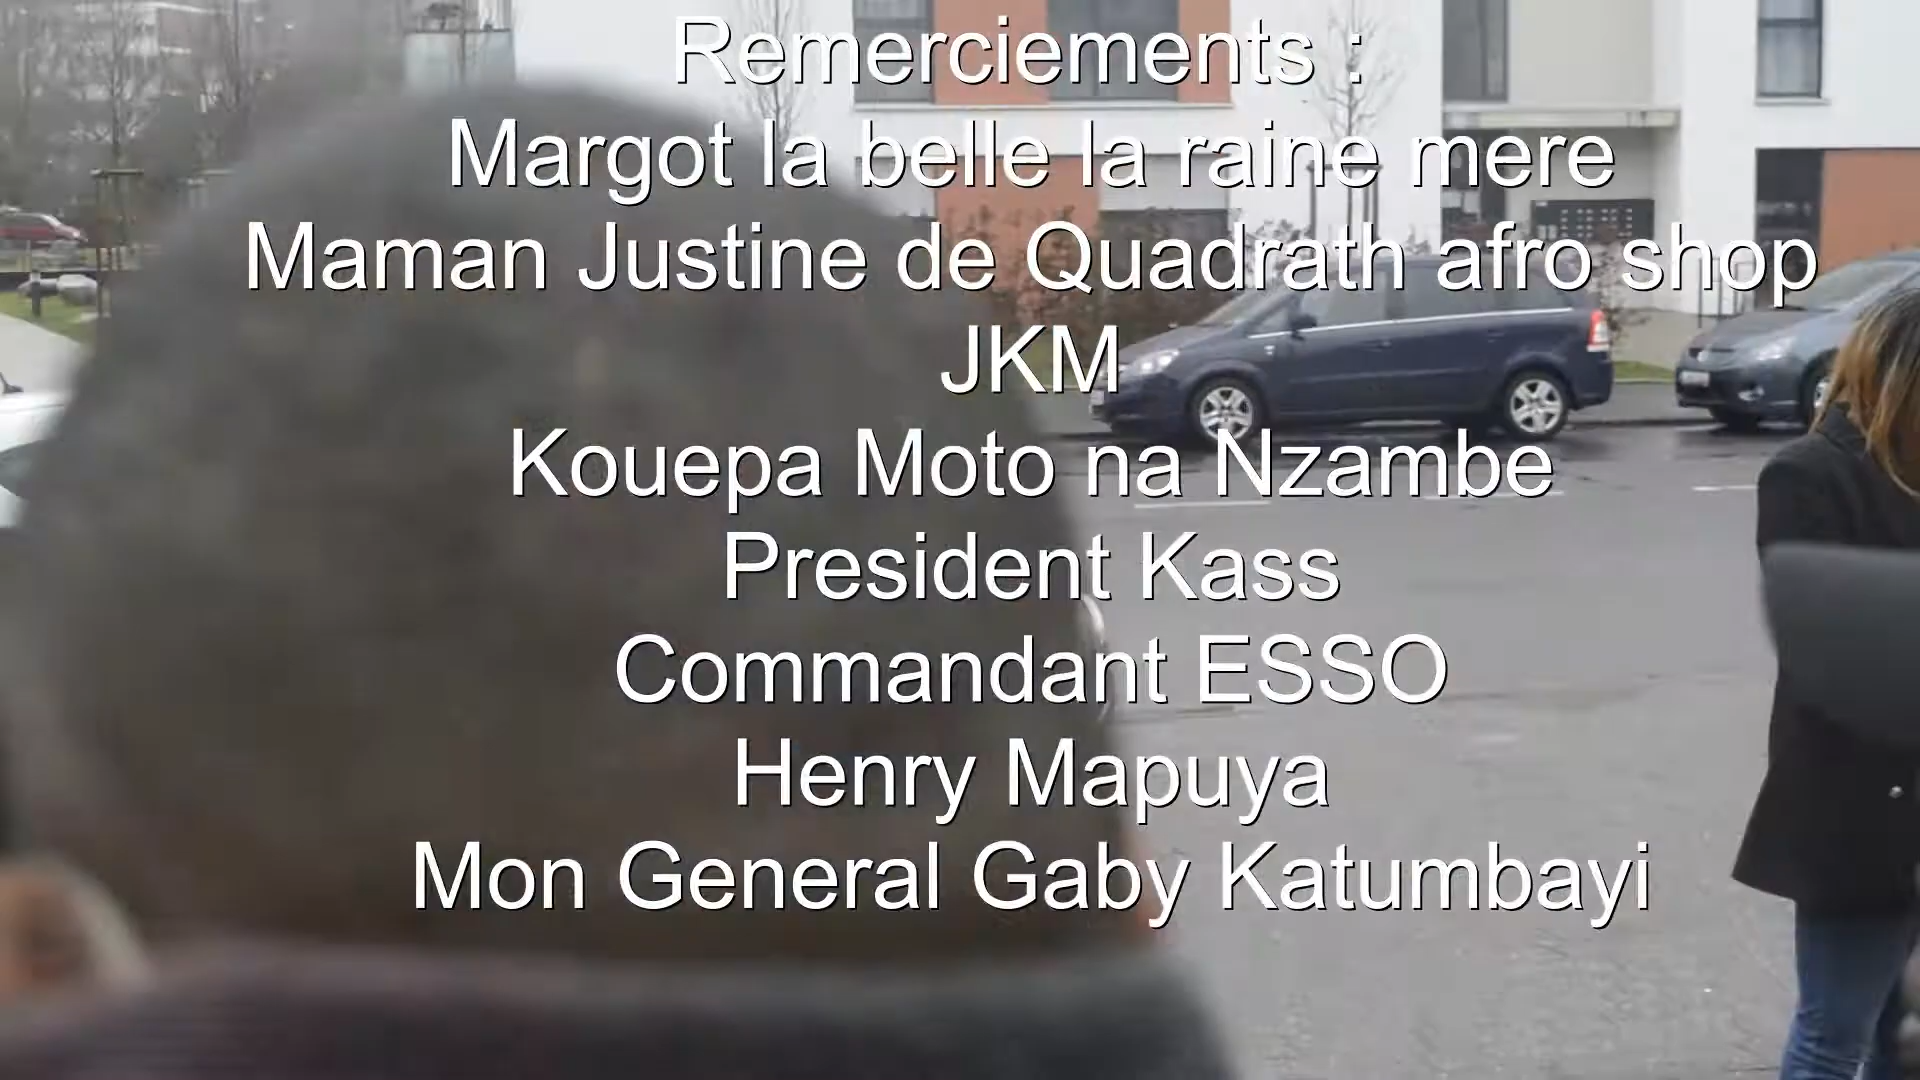 Remerciements :
Margot la belle la raine mere
Maman Justine de Quadrath afro shop
JKM
Kouepa Moto na Nzambe
President Kass
Commandant ESSO
Henry Mapuya
Mon General Gaby Katumbayi